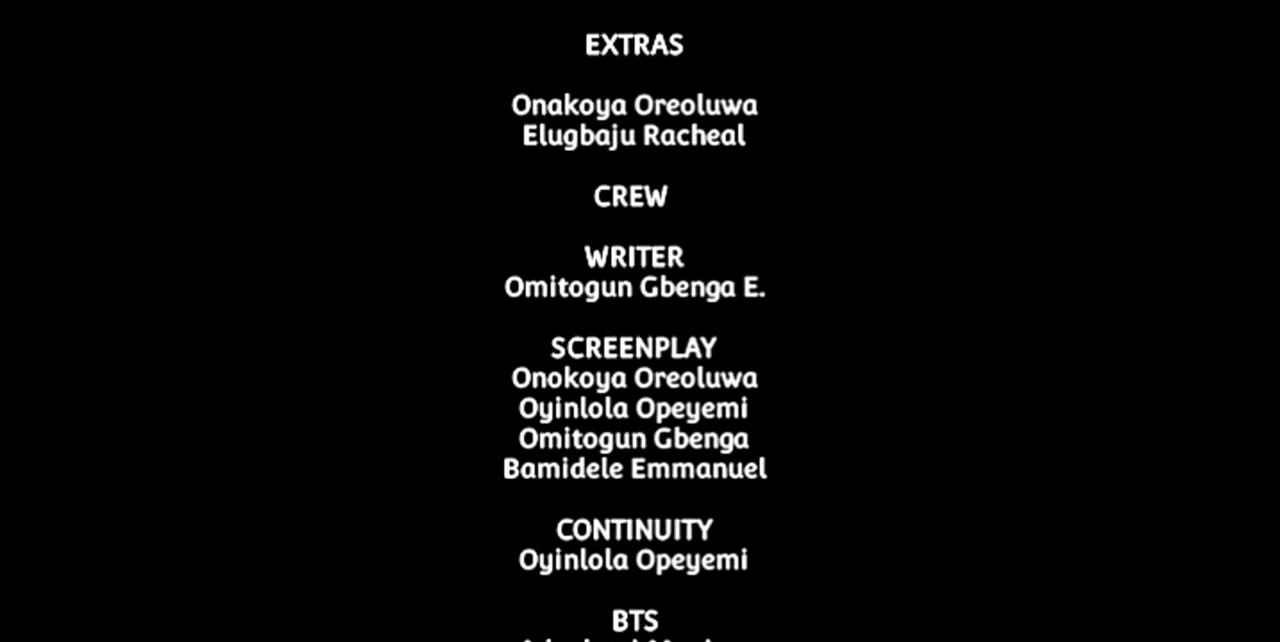 EXTRAS
Onakoya Oreoluwa
Elugbaju Racheal
CREW
WRITER
Omitogun Gbenga E.
SCREENPLAY
Onokoya Oreoluwa
Oyinlola Opeyemi
Omitogun Gbenga
Bamidele Emmanuel
CONTINUITY
Oyinlola Opeyemi
BTS